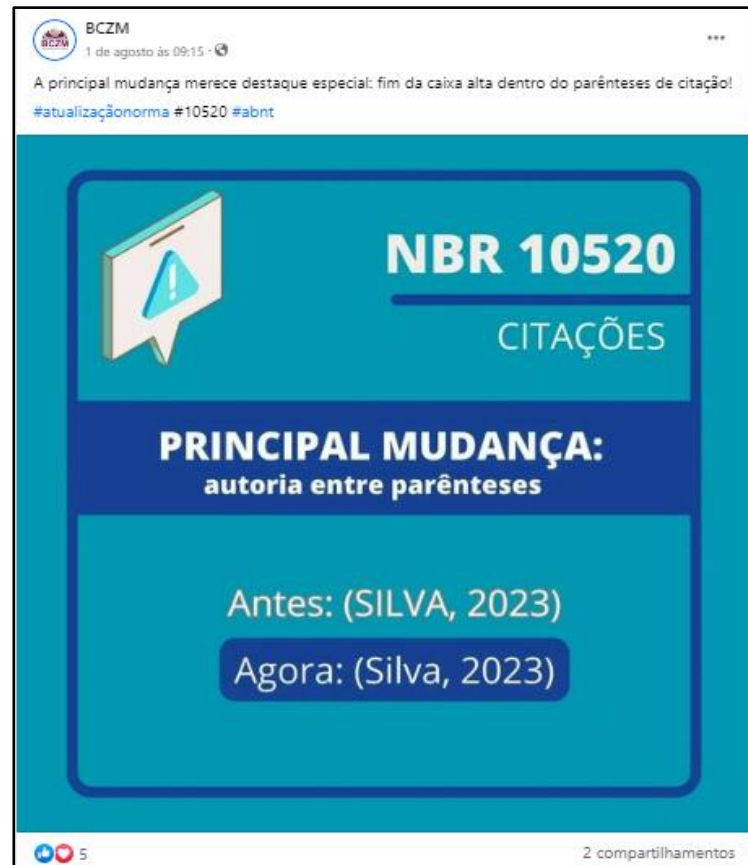 BCZM
BCZM
1 de agosto às 09:15 ·
A principal mudança merece destaque especial: fim da caixa alta dentro do parênteses de citação!
#atualizaçãonorma #10520 #abnt
NBR 10520
CITAÇÕES
PRINCIPAL MUDANÇA:
autoria entre parênteses
Antes: (SILVA, 2023)
Agora: (Silva, 2023)
5
2 compartilhamentos